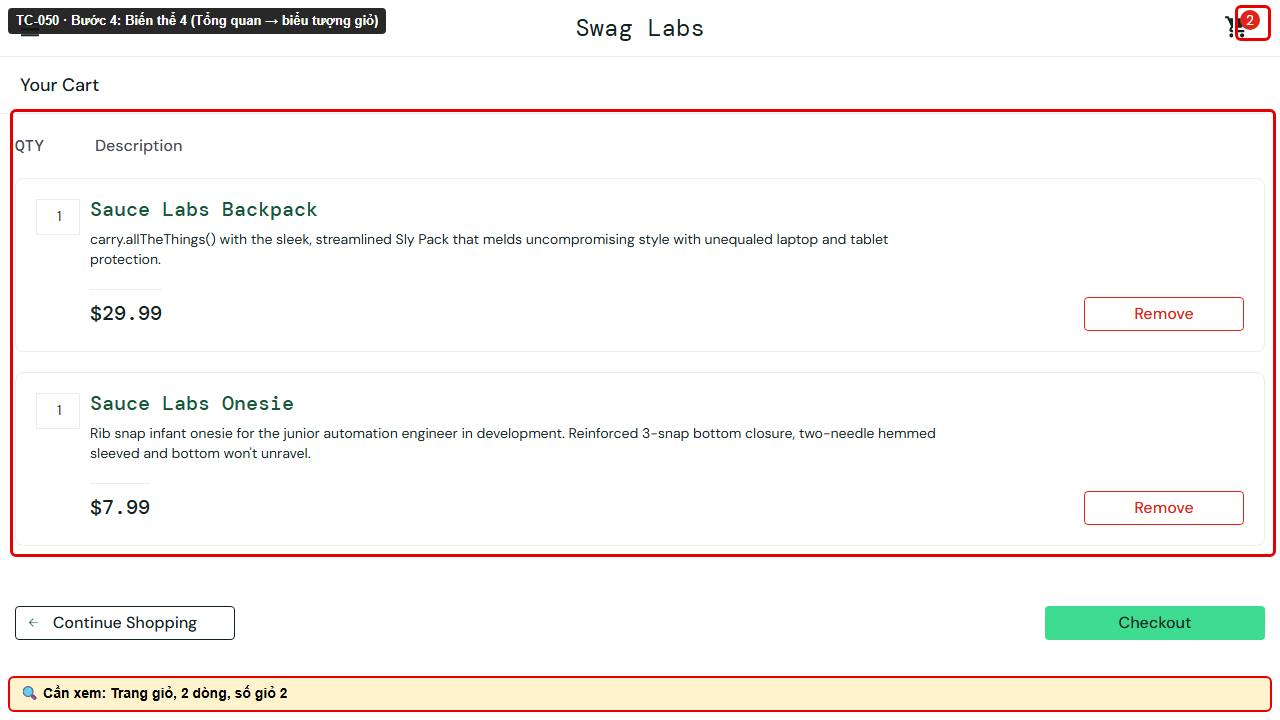 TC-050 · Bước 4: Biến thể 4 (Tổng quan → biểu tượng giỏ)
Swag Labs
2
Your Cart
QTY Description
1
Sauce Labs Backpack
carry.allTheThings() with the sleek, streamlined Sly Pack that melds uncompromising style with unequaled laptop and tablet
protection.
$29.99
Remove
1
Sauce Labs Onesie
Rib snap infant onesie for the junior automation engineer in development. Reinforced 3-snap bottom closure, two-needle hemmed
sleeved and bottom won't unravel.
$7.99
Remove
← Continue Shopping
Checkout
🔍 Cần xem: Trang giỏ, 2 dòng, số giỏ 2